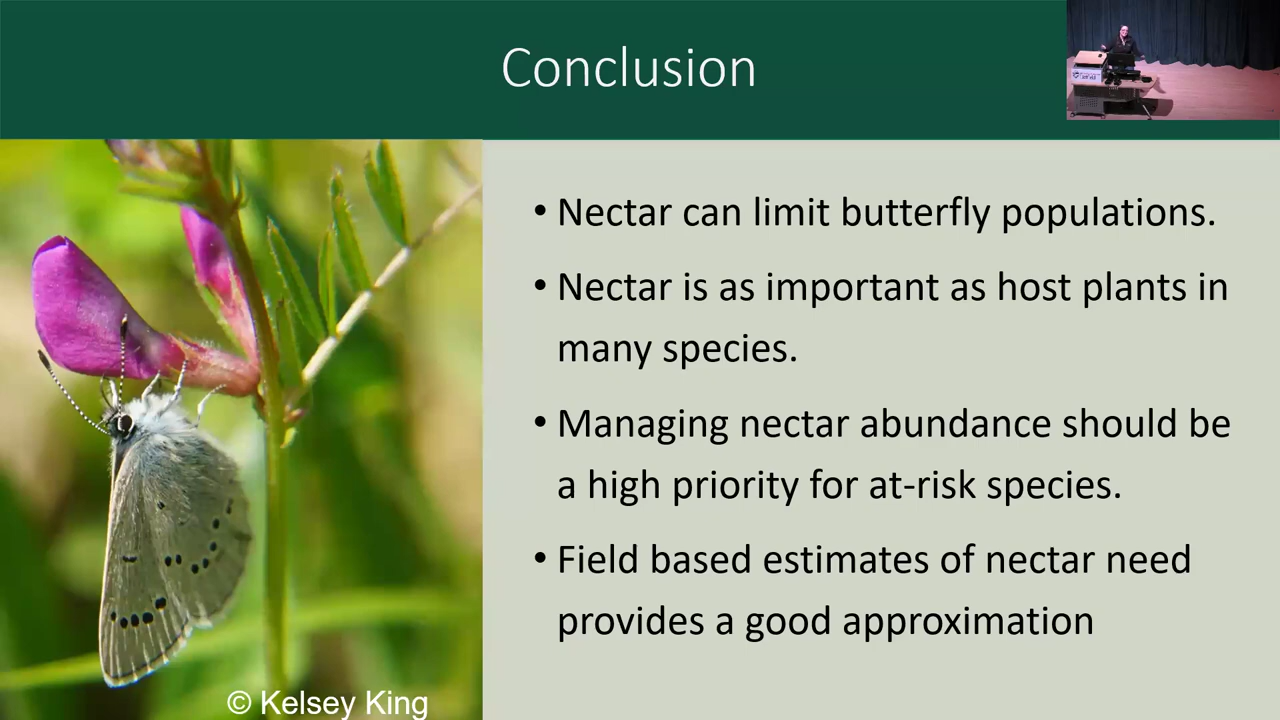 Conclusion
• Nectar can limit butterfly populations.
• Nectar is as important as host plants in
many species.
• Managing nectar abundance should be
a high priority for at-risk species.
• Field based estimates of nectar need
provides a good approximation
© Kelsey King